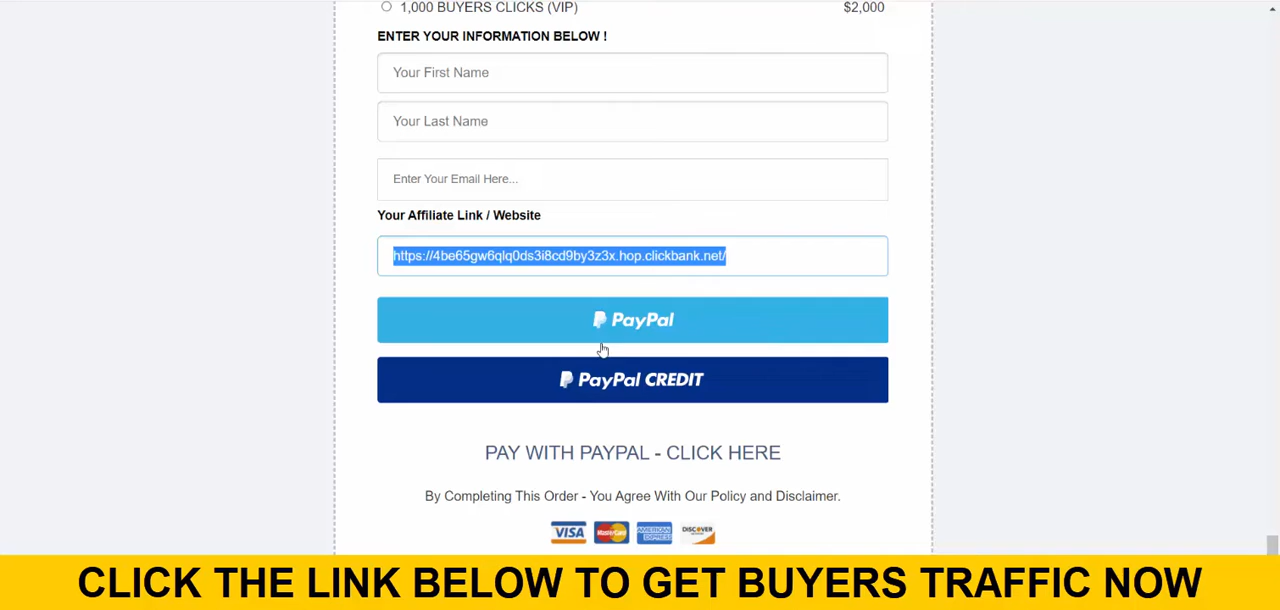 1,000 BUYERS CLICKS (VIP) $2,000
ENTER YOUR INFORMATION BELOW !
Your First Name
Your Last Name
Enter Your Email Here...
Your Affiliate Link / Website
https://4be65gw6qlq0ds3i8cd9by3z3x.hop.clickbank.net/
PayPal
PayPal CREDIT
PAY WITH PAYPAL - CLICK HERE
By Completing This Order - You Agree With Our Policy and Disclaimer.
VISA MasterCard AMERICAN EXPRESS DISCOVER
CLICK THE LINK BELOW TO GET BUYERS TRAFFIC NOW